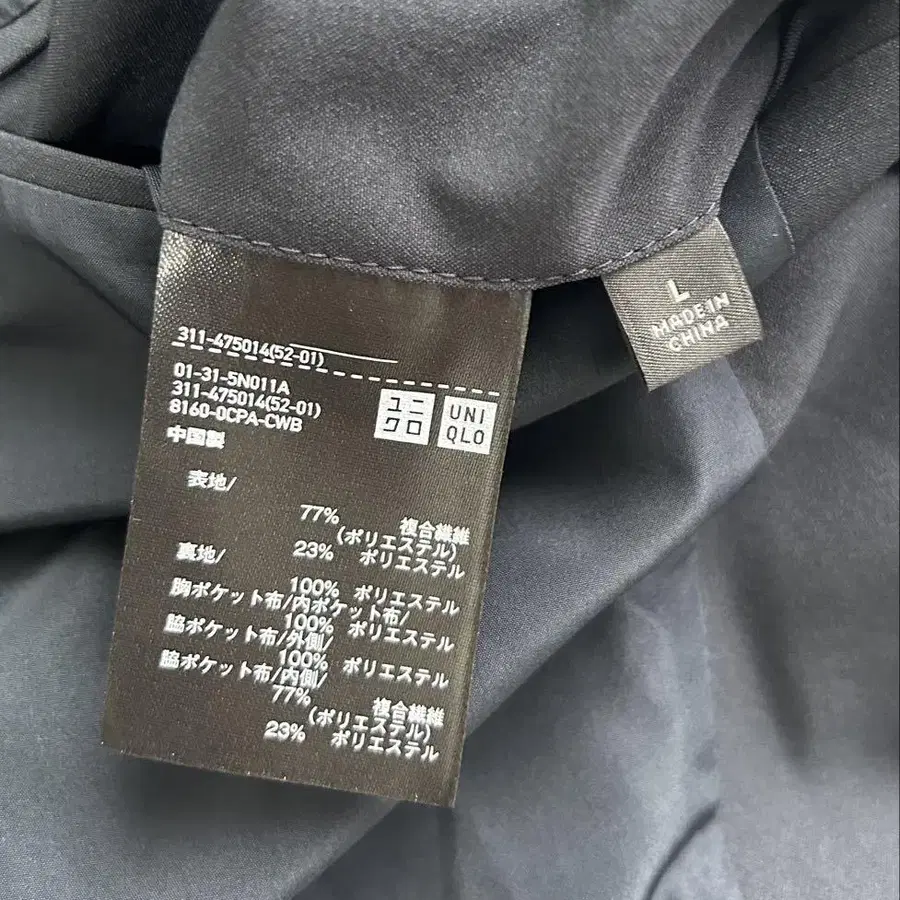 311-475014(52-01)
01-31-5N011A
311-475014(52-01)
8160-0CPA-CWB
中国製
ユニ
クロ
UNI
QLO
表地/
77% 複合繊維
(ポリエステル)
23% ポリエステル
裏地/
100% ポリエステル
胸ポケット布/内ポケット布/
100% ポリエステル
脇ポケット布/外側/
100% ポリエステル
脇ポケット布/内側/
77% 複合繊維
(ポリエステル)
23% ポリエステル
L
MADE IN
CHINA